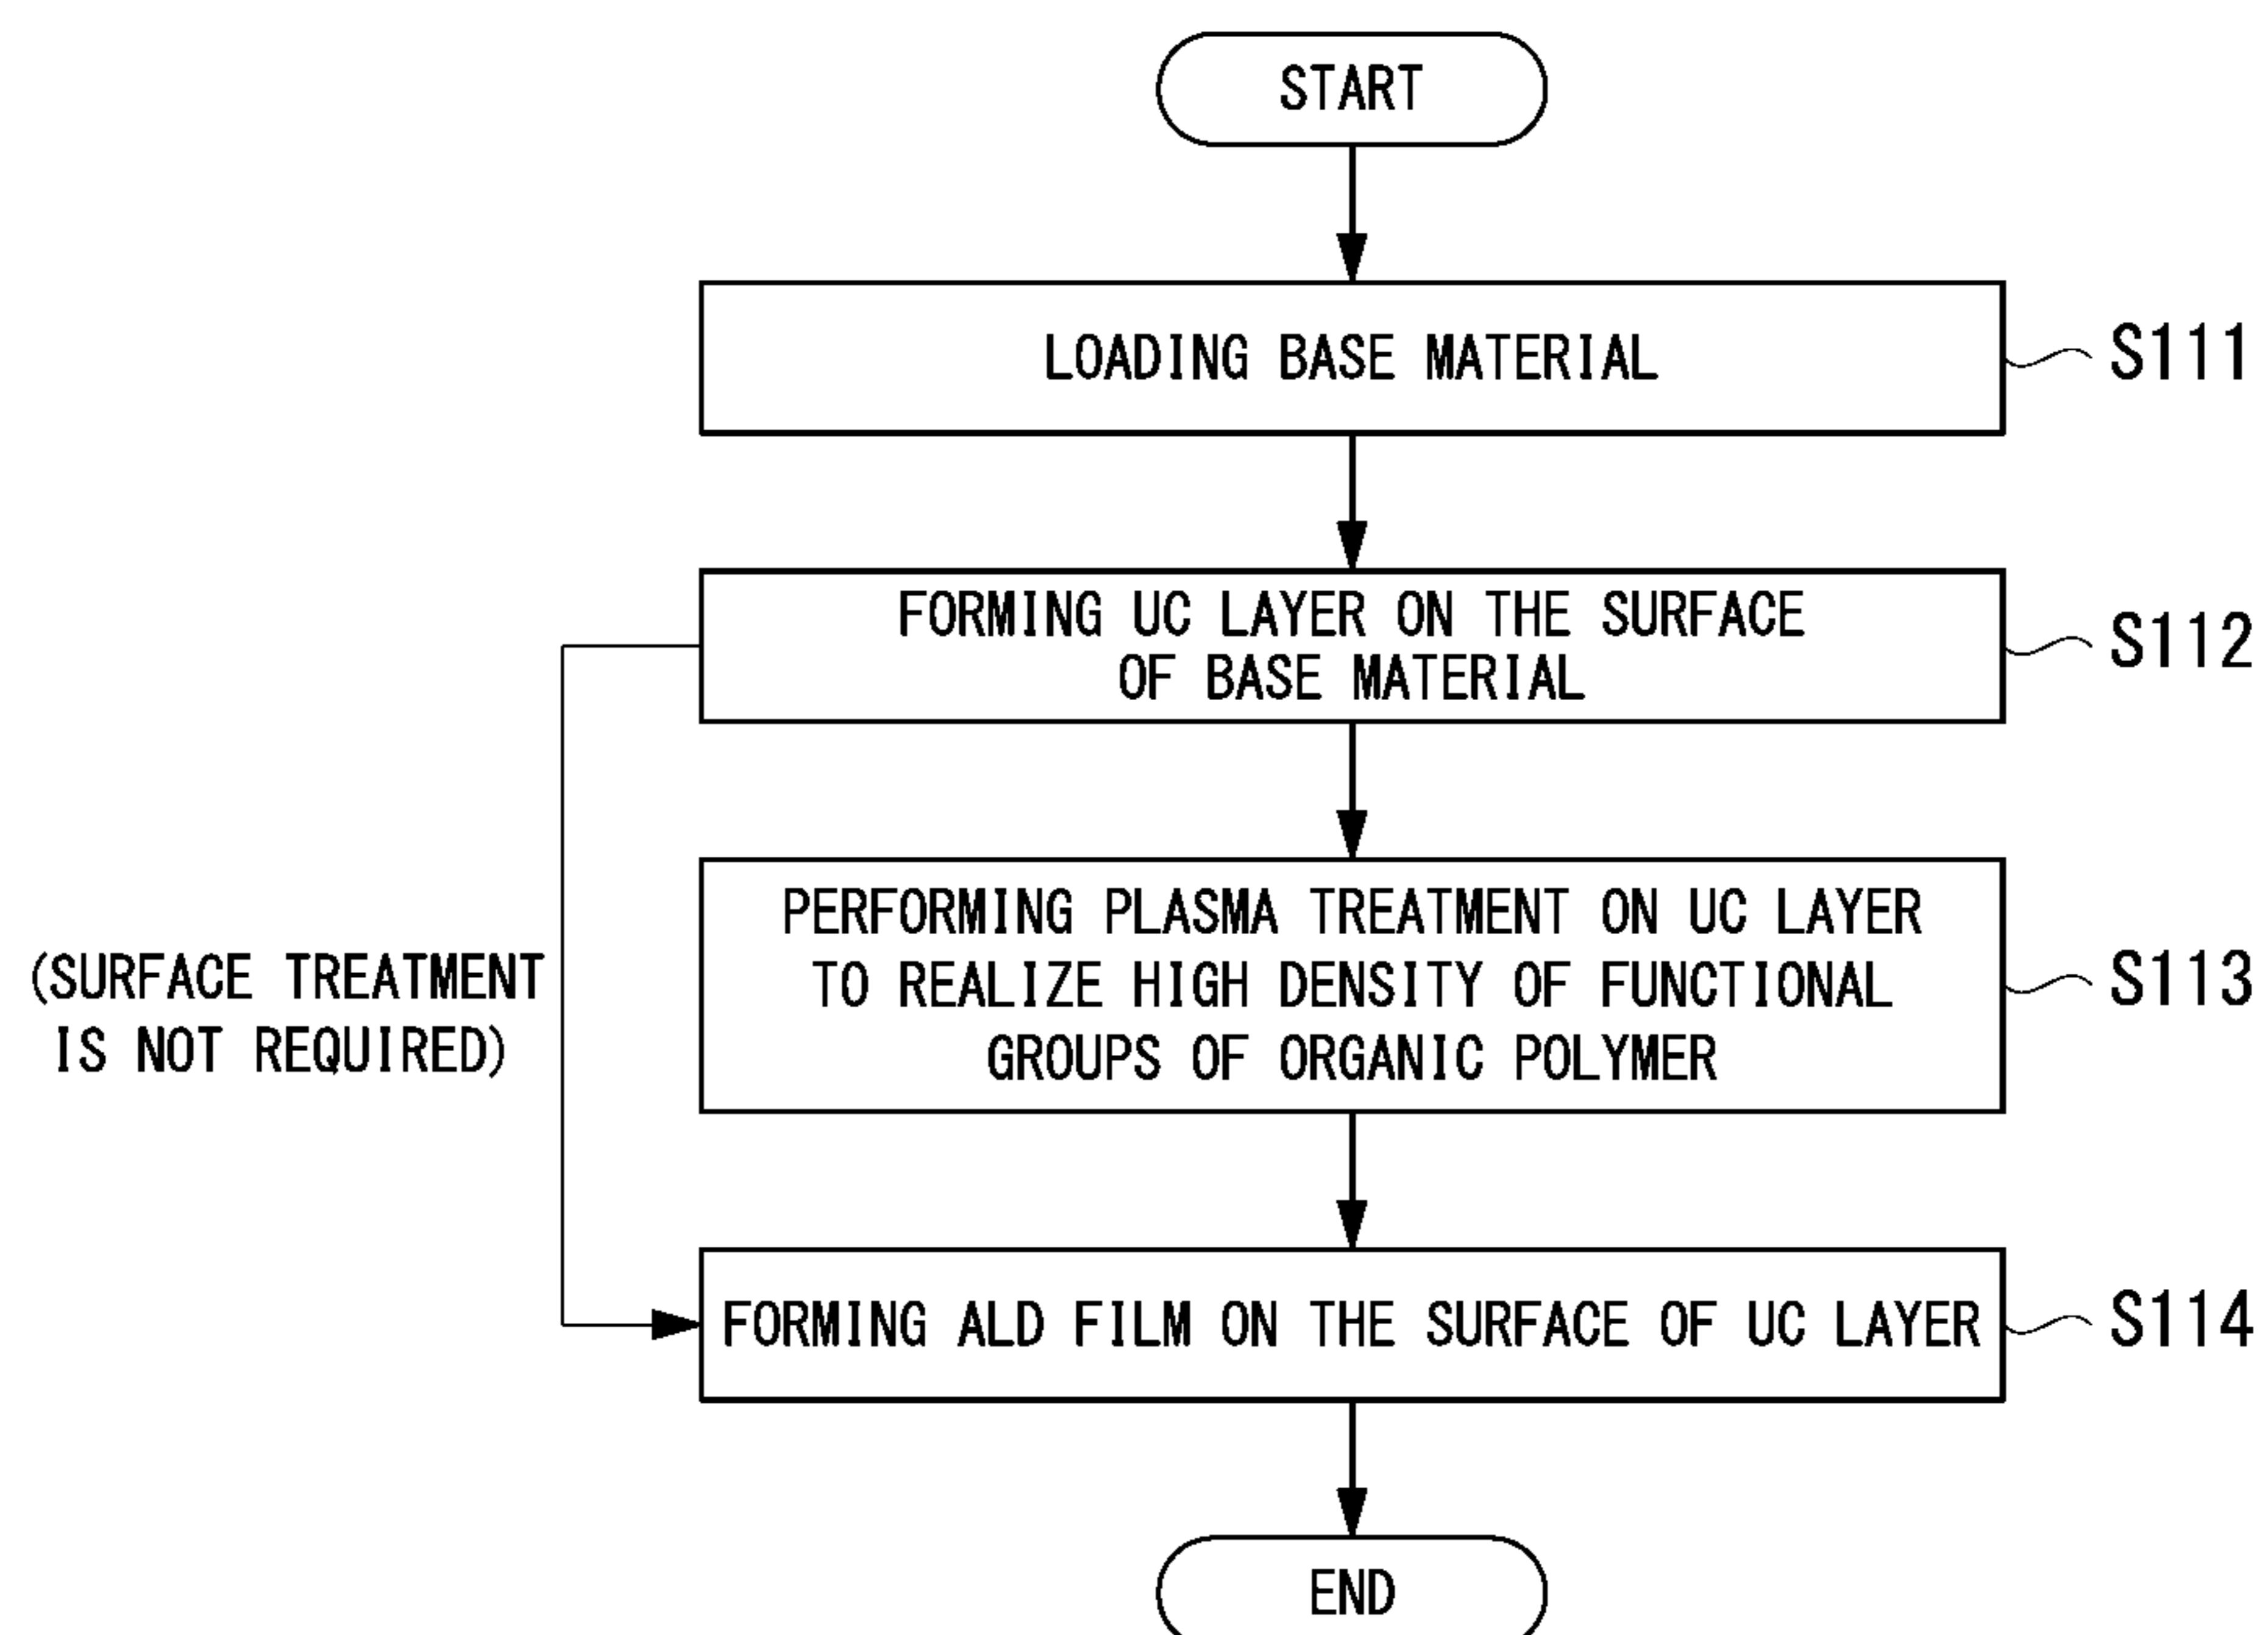 START
LOADING BASE MATERIAL
S111
FORMING UC LAYER ON THE SURFACE
OF BASE MATERIAL
S112
PERFORMING PLASMA TREATMENT ON UC LAYER
TO REALIZE HIGH DENSITY OF FUNCTIONAL
GROUPS OF ORGANIC POLYMER
S113
(SURFACE TREATMENT
IS NOT REQUIRED)
FORMING ALD FILM ON THE SURFACE OF UC LAYER
S114
END